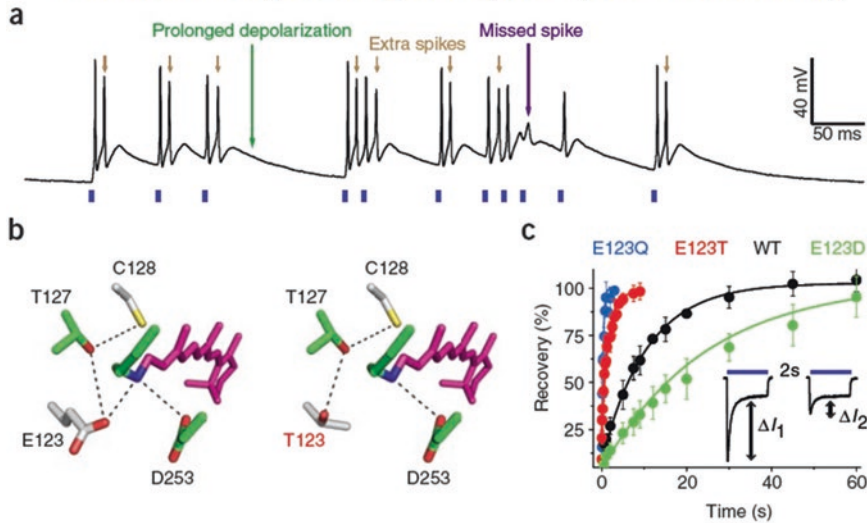 a
Prolonged depolarization
Extra spikes
Missed spike
40 mV
50 ms
b
C128
T127
E123
D253
C128
T127
T123
D253
c
E123Q E123T WT E123D
Recovery (%)
100
75
50
25
2s
ΔI1
ΔI2
0 20 40 60
Time (s)